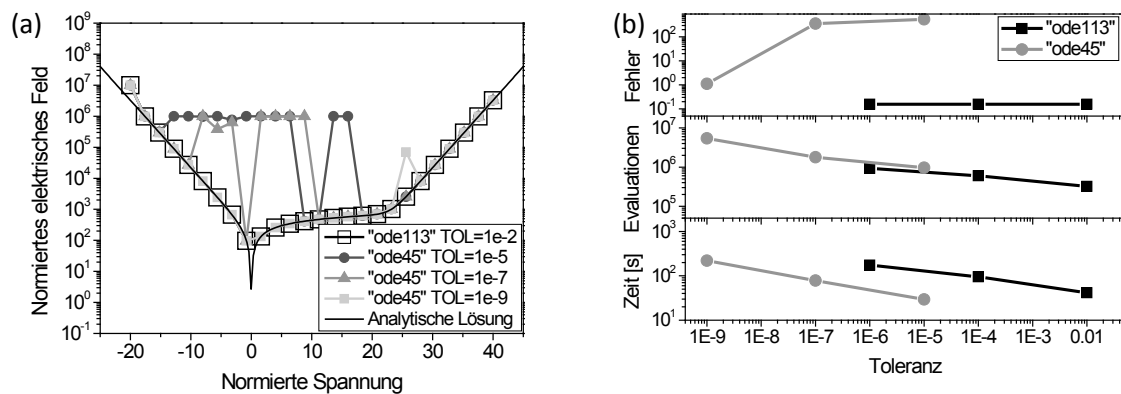 (a)
Normiertes elektrisches Feld
10^9
10^8
10^7
10^6
10^5
10^4
10^3
10^2
10^1
10^0
10^-1
"ode113" TOL=1e-2
"ode45" TOL=1e-5
"ode45" TOL=1e-7
"ode45" TOL=1e-9
Analytische Lösung
-20 -10 0 10 20 30 40
Normierte Spannung
(b)
"ode113"
"ode45"
Fehler
10^2
10^1
10^0
10^-1
Evaluationen
10^7
10^6
10^5
Zeit [s]
10^3
10^2
10^1
1E-9 1E-8 1E-7 1E-6 1E-5 1E-4 1E-3 0.01
Toleranz